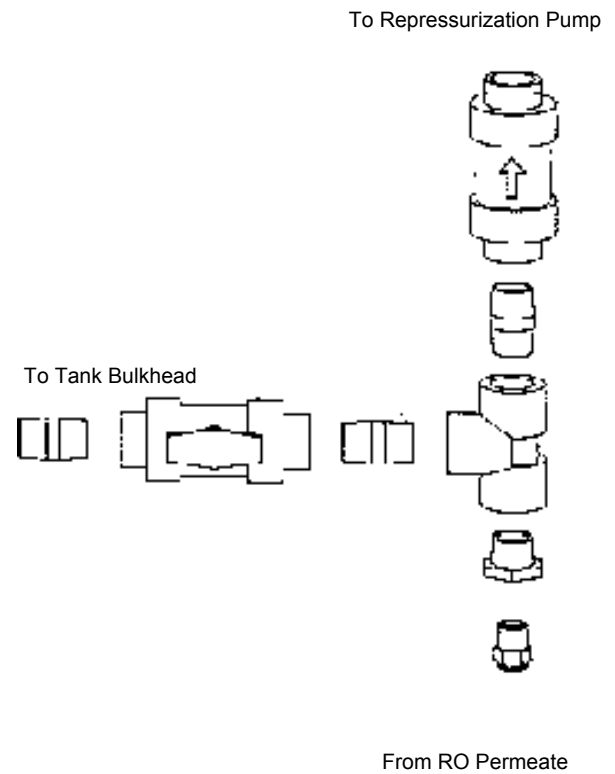 To Repressurization Pump
To Tank Bulkhead
From RO Permeate